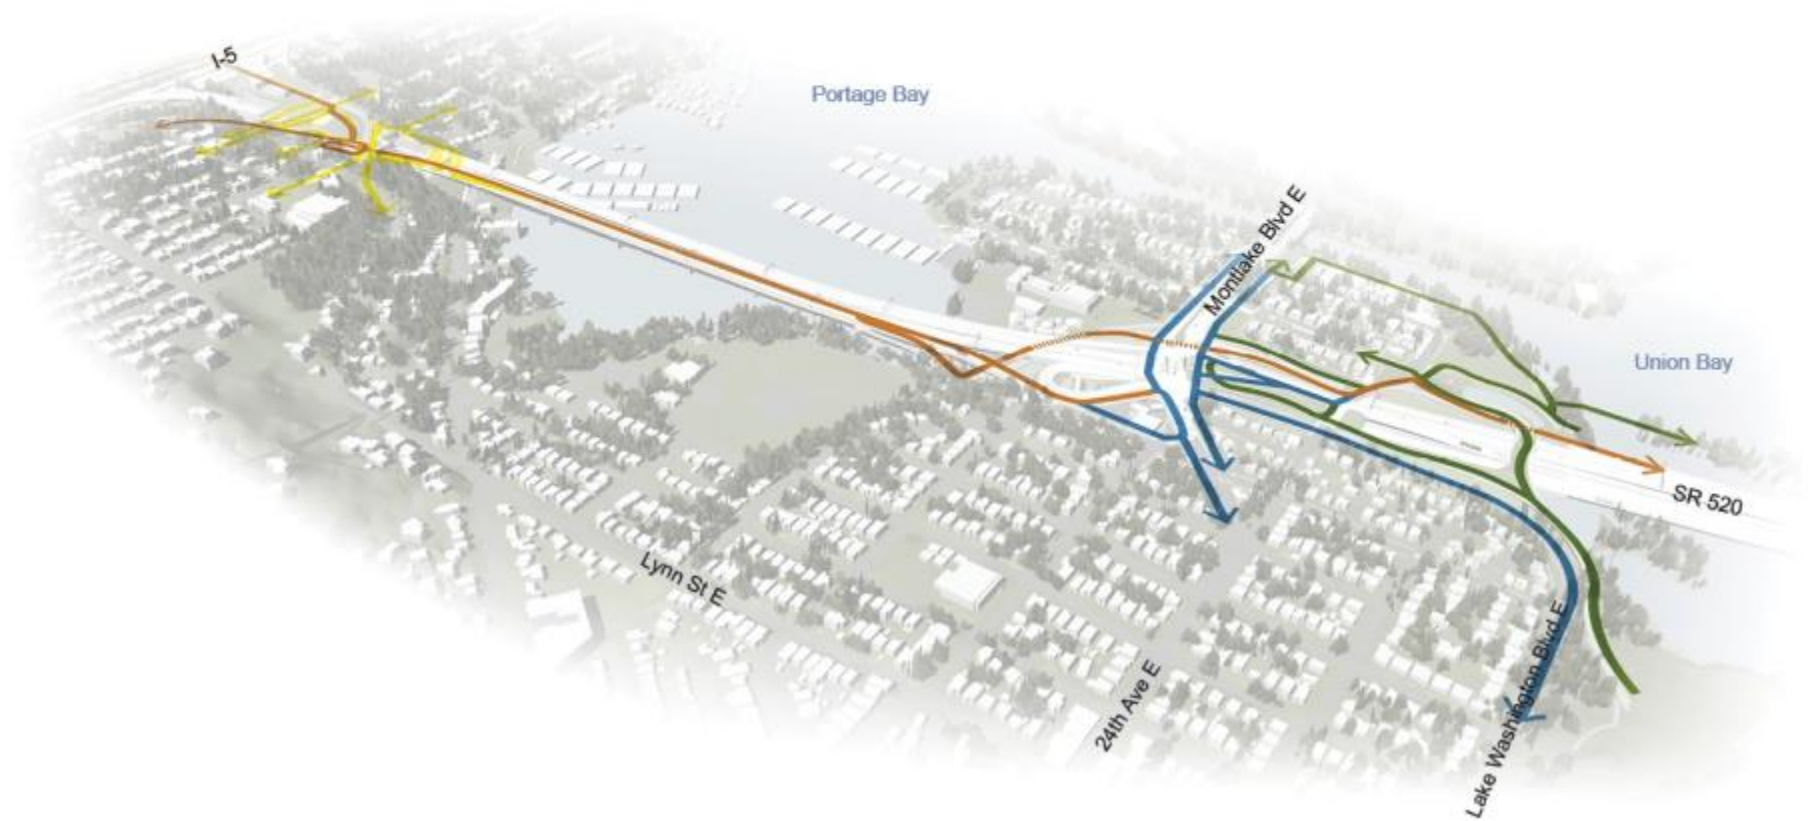 I-5
Portage Bay
Montlake Blvd E
Union Bay
SR 520
Lynn St E
24th Ave E
Lake Washington Blvd E